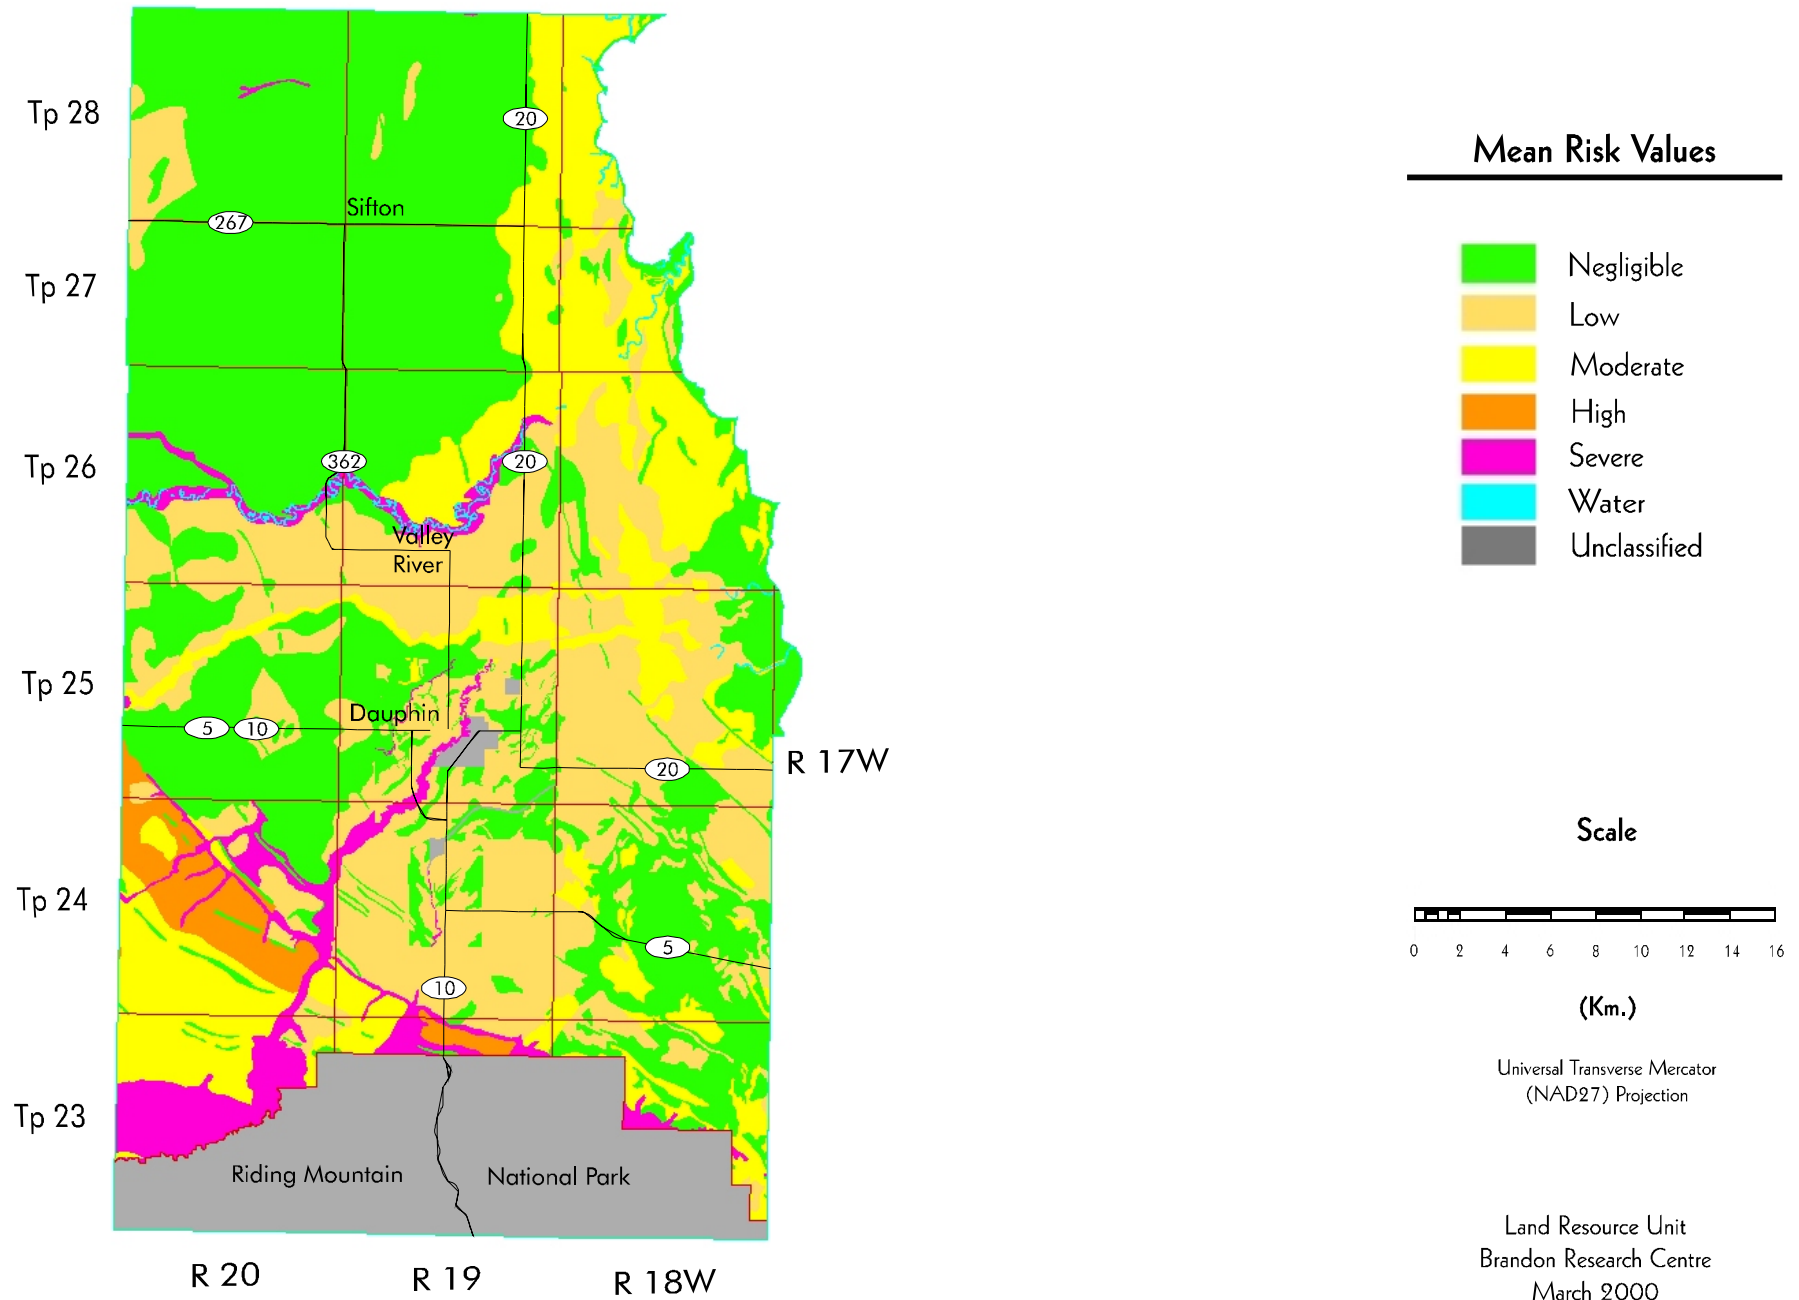 Tp 28
20
Sifton
267
Tp 27
Tp 26
362
20
Valley
River
Tp 25
Dauphin
5
10
20
R 17W
Tp 24
5
10
Tp 23
Riding Mountain
National Park
R 20
R 19
R 18W
Mean Risk Values
Negligible
Low
Moderate
High
Severe
Water
Unclassified
Scale
0 2 4 6 8 10 12 14 16
(Km.)
Universal Transverse Mercator
(NAD27) Projection
Land Resource Unit
Brandon Research Centre
March 2000